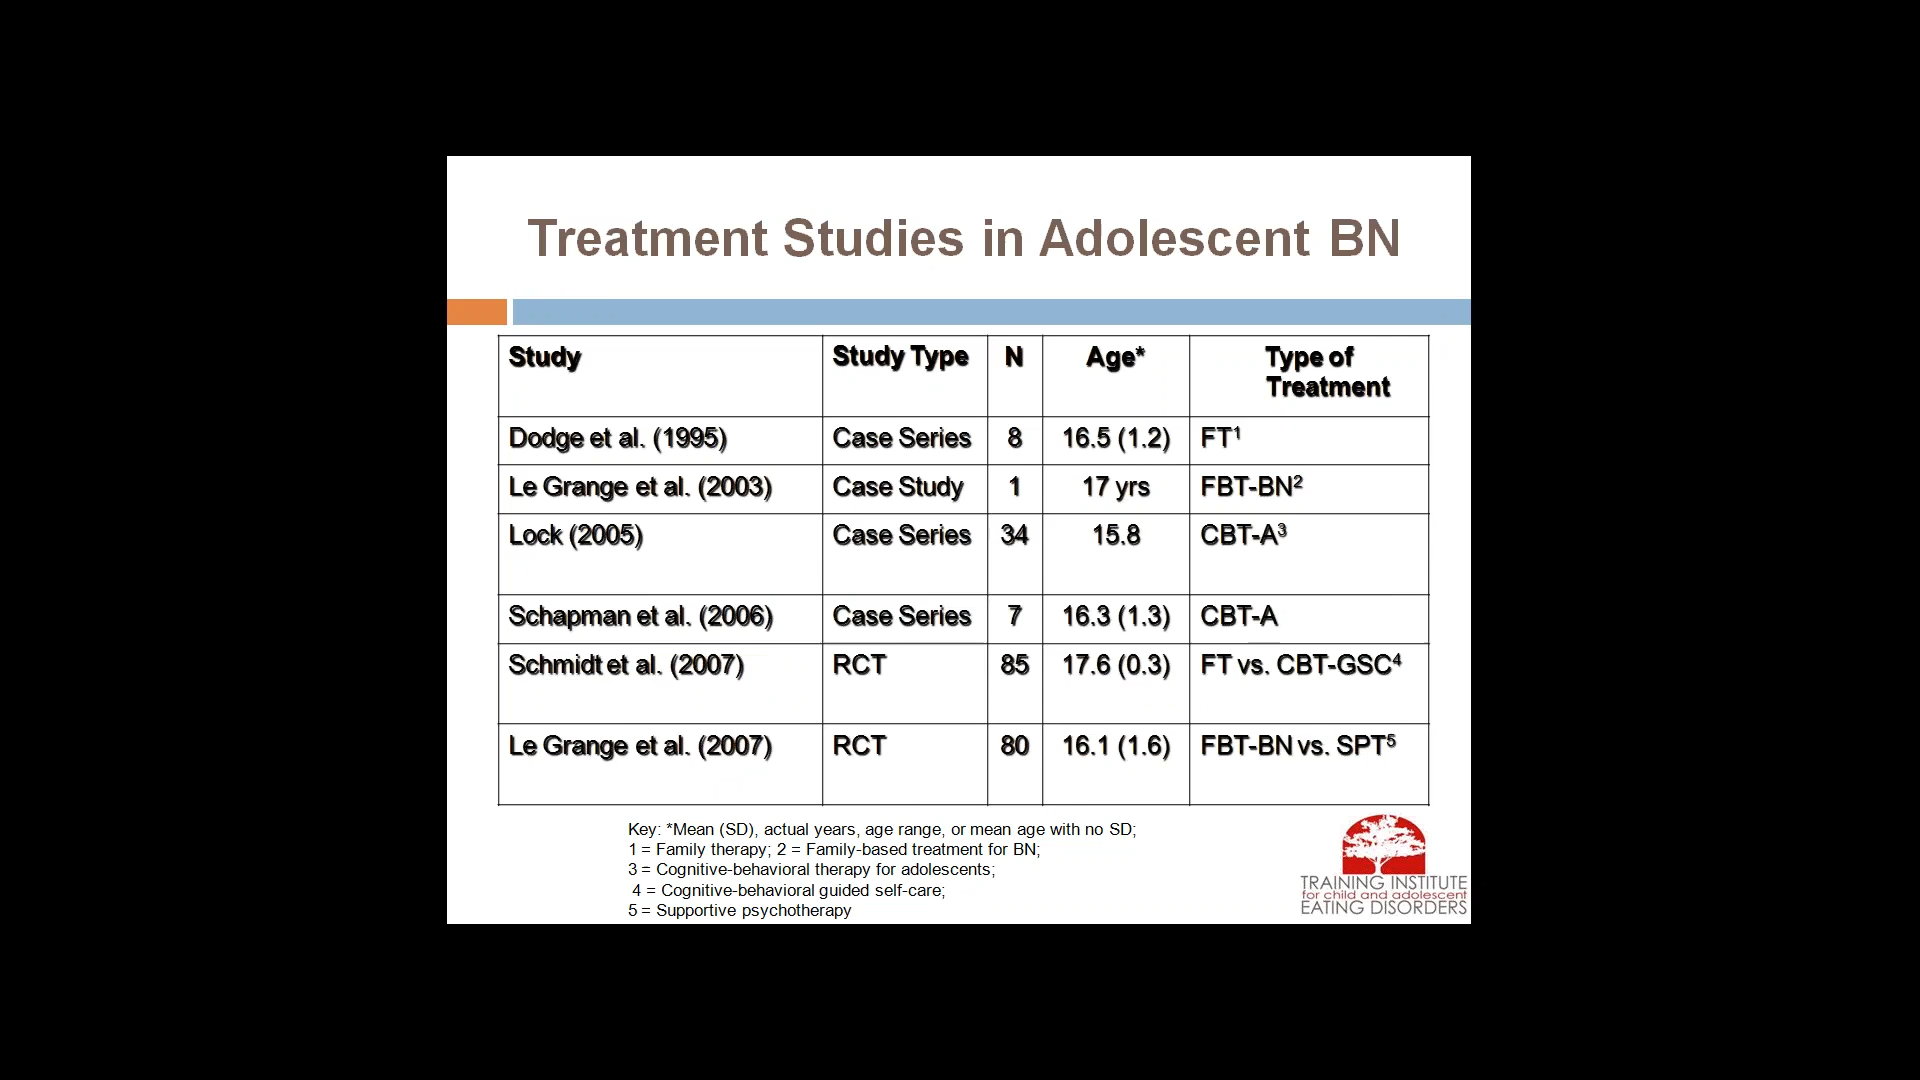 Treatment Studies in Adolescent BN
Study Study Type N Age* Type of Treatment
Dodge et al. (1995) Case Series 8 16.5 (1.2) FT¹
Le Grange et al. (2003) Case Study 1 17 yrs FBT-BN²
Lock (2005) Case Series 34 15.8 CBT-A³
Schapman et al. (2006) Case Series 7 16.3 (1.3) CBT-A
Schmidt et al. (2007) RCT 85 17.6 (0.3) FT vs. CBT-GSC⁴
Le Grange et al. (2007) RCT 80 16.1 (1.6) FBT-BN vs. SPT⁵
Key: *Mean (SD), actual years, age range, or mean age with no SD;
1 = Family therapy; 2 = Family-based treatment for BN;
3 = Cognitive-behavioral therapy for adolescents;
4 = Cognitive-behavioral guided self-care;
5 = Supportive psychotherapy
TRAINING INSTITUTE
for child and adolescent
EATING DISORDERS